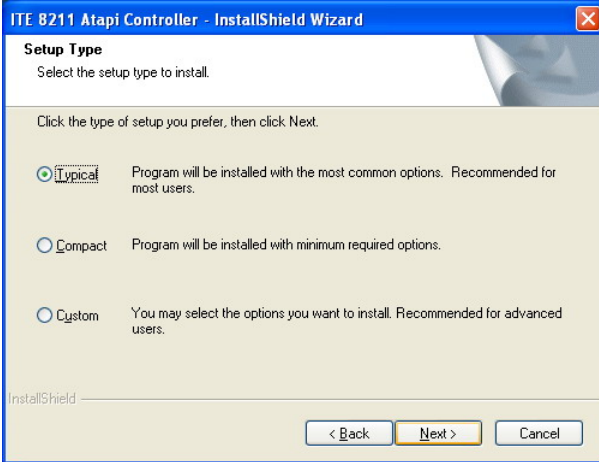 ITE 8211 Atapi Controller - InstallShield Wizard
Setup Type
Select the setup type to install.
Click the type of setup you prefer, then click Next.
Typical
Program will be installed with the most common options. Recommended for
most users.
Compact
Program will be installed with minimum required options.
Custom
You may select the options you want to install. Recommended for advanced
users.
InstallShield
< Back
Next >
Cancel